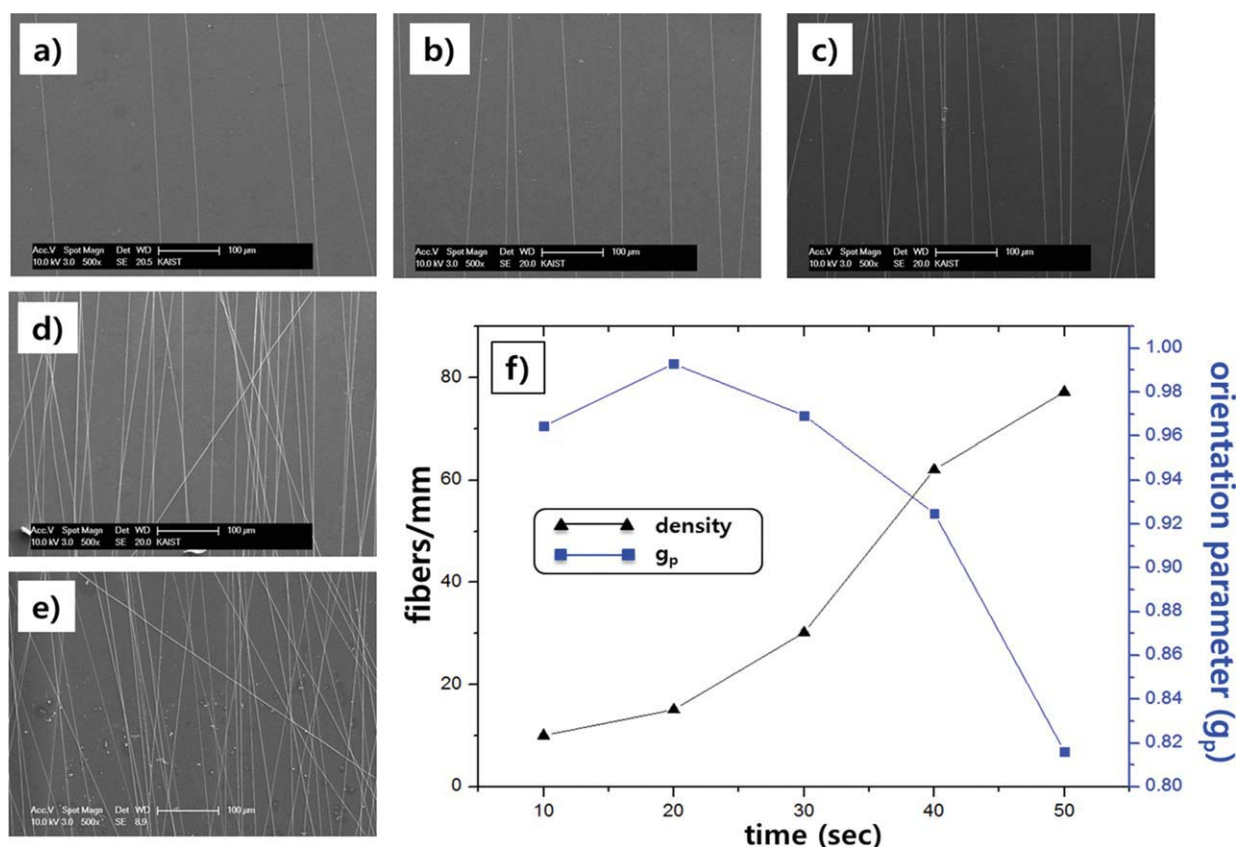 a)
Acc.V Spot Magn Det WD 100 µm
10.0 kV 3.0 500x SE 20.5 KAIST
b)
Acc.V Spot Magn Det WD 100 µm
10.0 kV 3.0 500x SE 20.0 KAIST
c)
Acc.V Spot Magn Det WD 100 µm
10.0 kV 3.0 500x SE 20.0 KAIST
d)
Acc.V Spot Magn Det WD 100 µm
10.0 kV 3.0 500x SE 20.0 KAIST
e)
Acc.V Spot Magn Det WD 100 µm
10.0 kV 3.0 500x SE 8.9
f)
fibers/mm
80
60
40
20
0
density
gp
1.00
0.98
0.96
0.94
0.92
0.90
0.88
0.86
0.84
0.82
0.80
orientation parameter (gp)
10 20 30 40 50
time (sec)